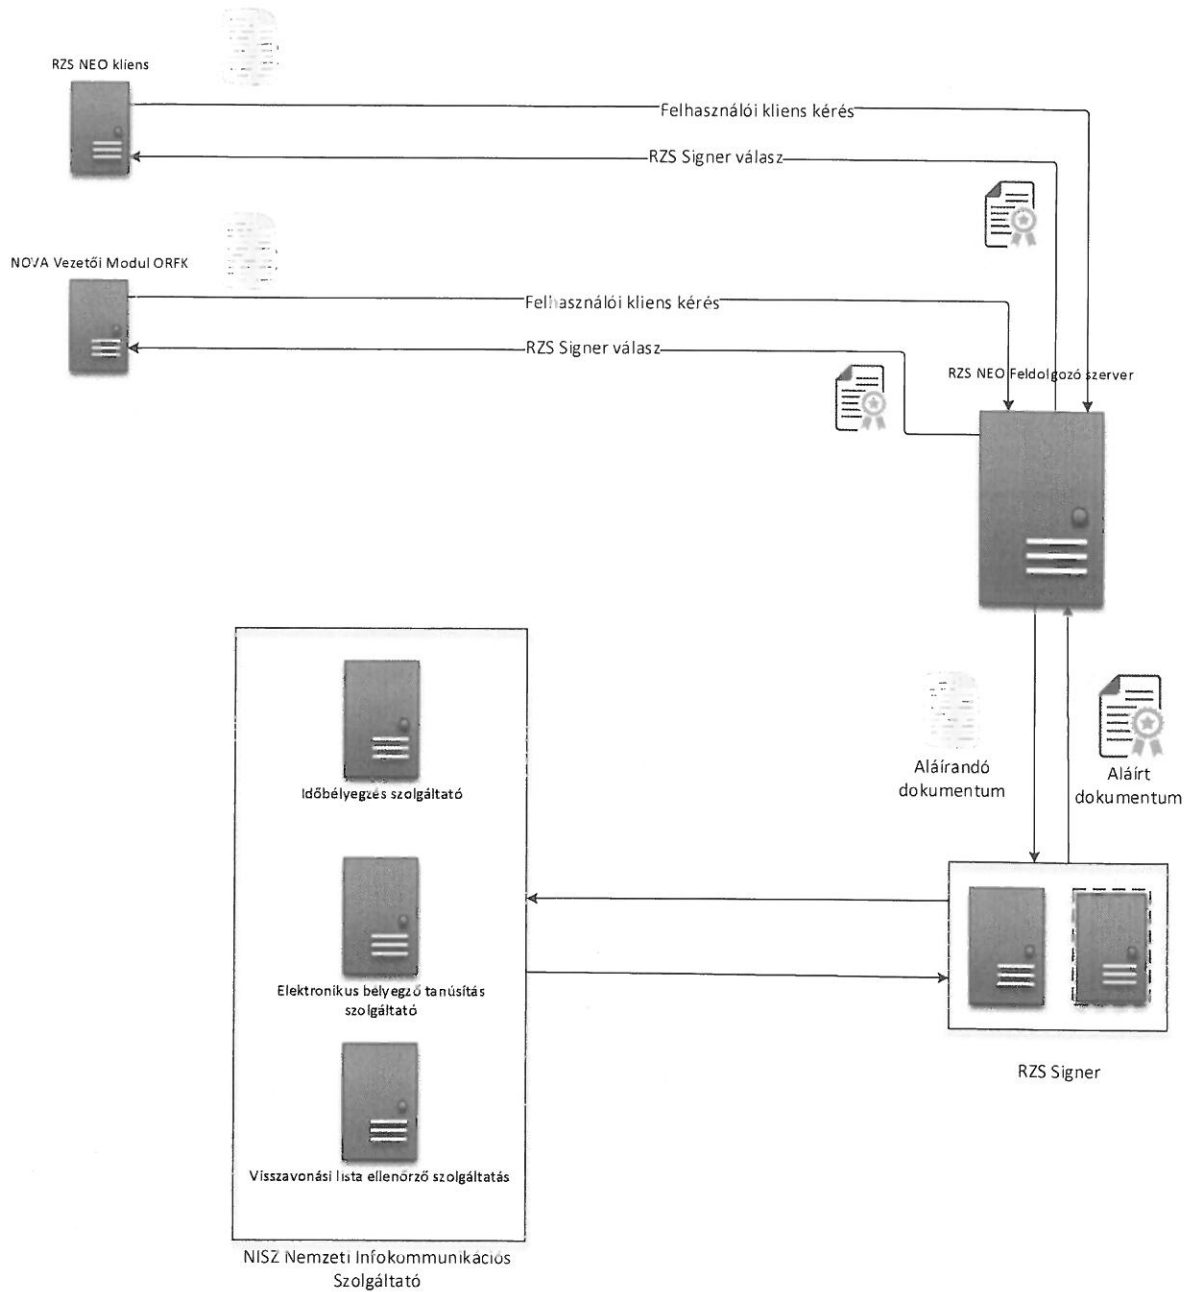 RZS NEO kliens
Felhasználói kliens kérés
RZS Signer válasz
NOVA Vezetői Modul ORFK
Felhasználói kliens kérés
RZS Signer válasz
RZS NEO Feldolgozó szerver
Aláírandó
dokumentum
Aláírt
dokumentum
Időbélyegzés szolgáltató
Elektronikus bélyegző tanúsítás
szolgáltató
Visszavonási lista ellenőrző szolgáltatás
RZS Signer
NISZ Nemzeti Infokommunikációs
Szolgáltató